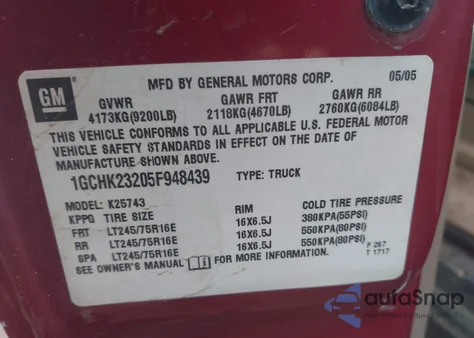 MFD BY GENERAL MOTORS CORP. 05/05
GM
GVWR GAWR FRT GAWR RR
4173KG(9200LB) 2118KG(4670LB) 2760KG(6084LB)
THIS VEHICLE CONFORMS TO ALL APPLICABLE U.S. FEDERAL MOTOR
VEHICLE SAFETY STANDARDS IN EFFECT ON THE DATE OF
MANUFACTURE SHOWN ABOVE.
1GCHK23205F948439 TYPE: TRUCK
MODEL: K25743
KPPG TIRE SIZE RIM COLD TIRE PRESSURE
FRT LT245/75R16E 16X6.5J 380KPA(55PSI)
RR LT245/75R16E 16X6.5J 550KPA(80PSI)
SPA LT245/75R16E 16X6.5J 550KPA(80PSI)
SEE OWNER'S MANUAL FOR MORE INFORMATION.
F 267
T 1717
autaSnap